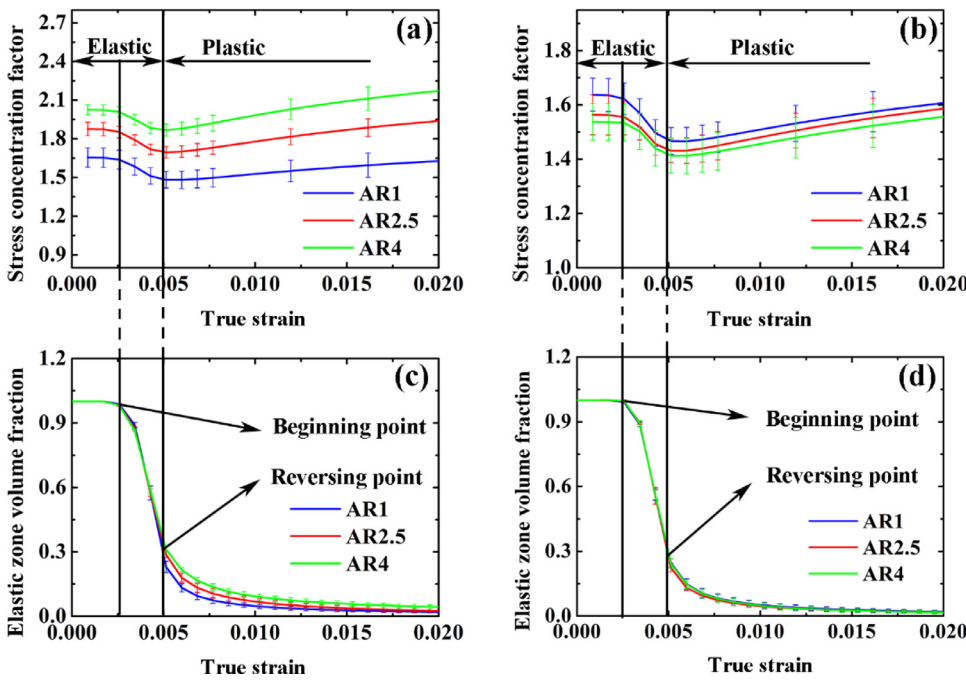 Stress concentration factor
2.7
2.4
2.1
1.8
1.5
1.2
0.9
(a)
Elastic
Plastic
AR1
AR2.5
AR4
0.000 0.005 0.010 0.015 0.020
True strain
Stress concentration factor
1.8
1.6
1.4
1.2
1.0
(b)
Elastic
Plastic
AR1
AR2.5
AR4
0.000 0.005 0.010 0.015 0.020
True strain
Elastic zone volume fraction
1.2
0.9
0.6
0.3
0.0
(c)
Beginning point
Reversing point
AR1
AR2.5
AR4
0.000 0.005 0.010 0.015 0.020
True strain
Elastic zone volume fraction
1.2
0.9
0.6
0.3
0.0
(d)
Beginning point
Reversing point
AR1
AR2.5
AR4
0.000 0.005 0.010 0.015 0.020
True strain